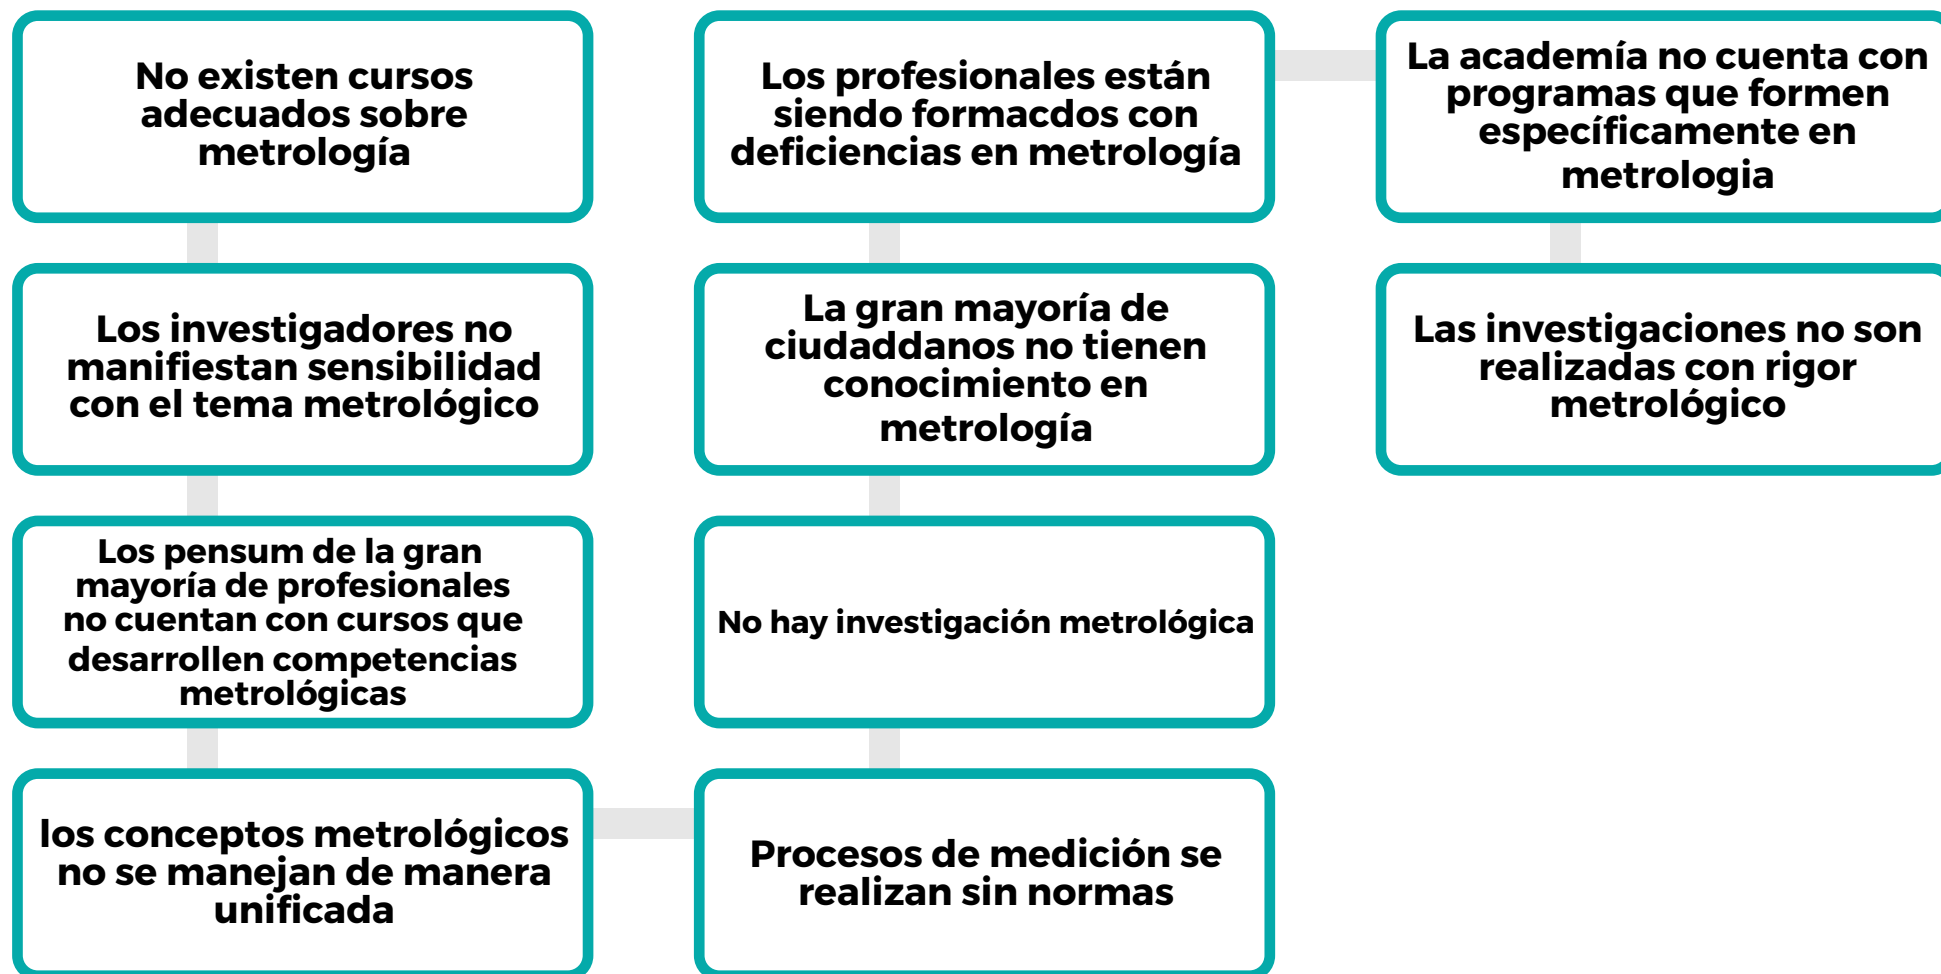 No existen cursos
adecuados sobre
metrología
Los investigadores no
manifiestan sensibilidad
con el tema metrológico
Los pensum de la gran
mayoría de profesionales
no cuentan con cursos que
desarrollen competencias
metrológicas
los conceptos metrológicos
no se manejan de manera
unificada
Procesos de medición se
realizan sin normas
No hay investigación metrológica
La gran mayoría de
ciudaddanos no tienen
conocimiento en
metrología
Los profesionales están
siendo formacdos con
deficiencias en metrología
La academía no cuenta con
programas que formen
específicamente en
metrologia
Las investigaciones no son
realizadas con rigor
metrológico